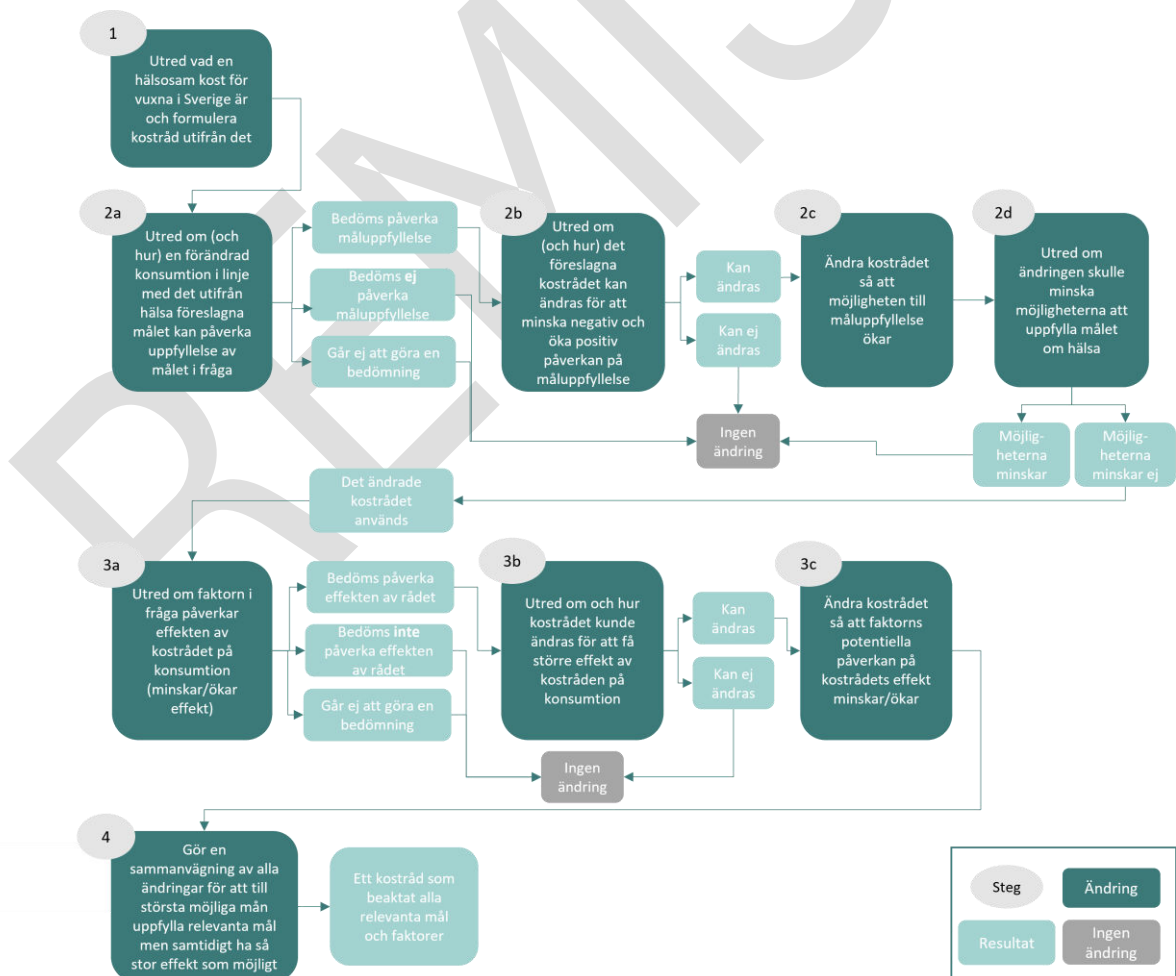 1
Utred vad en
hälsosam kost för
vuxna i Sverige är
och formulera
kostråd utifrån det
2a
Utred om (och
hur) en förändrad
konsumtion i linje
med det utifrån
hälsa föreslagna
målet kan påverka
uppfyllelse av
målet i fråga
Bedöms påverka
måluppfyllelse
Bedöms ej
påverka
måluppfyllelse
Går ej att göra en
bedömning
2b
Utred om
(och hur) det
föreslagna
kostrådet kan
ändras för att
minska negativ och
öka positiv
påverkan på
måluppfyllelse
Kan
ändras
Kan ej
ändras
Ingen
ändring
2c
Ändra kostrådet
så att
möjligheten till
måluppfyllelse
ökar
2d
Utred om
ändringen skulle
minska
möjligheterna att
uppfylla målet
om hälsa
Möjlig-
heterna
minskar
Möjlig-
heterna
minskar ej
Det ändrade
kostrådet
används
3a
Utred om faktorn i
fråga påverkar
effekten av
kostrådet på
konsumtion
(minskar/ökar
effekt)
Bedöms påverka
effekten av rådet
Bedöms inte
påverka effekten
av rådet
Går ej att göra en
bedömning
3b
Utred om och hur
kostrådet kunde
ändras för att få
större effekt av
kostråden på
konsumtion
Kan
ändras
Kan ej
ändras
Ingen
ändring
3c
Ändra kostrådet
så att faktorns
potentiella
påverkan på
kostrådets effekt
minskar/ökar
4
Gör en
sammanvägning av alla
ändringar för att till
största möjliga mån
uppfylla relevanta mål
men samtidigt ha så
stor effekt som möjligt
Ett kostråd som
beaktat alla
relevanta mål
och faktorer
Steg
Ändring
Resultat
Ingen
ändring
REMIS